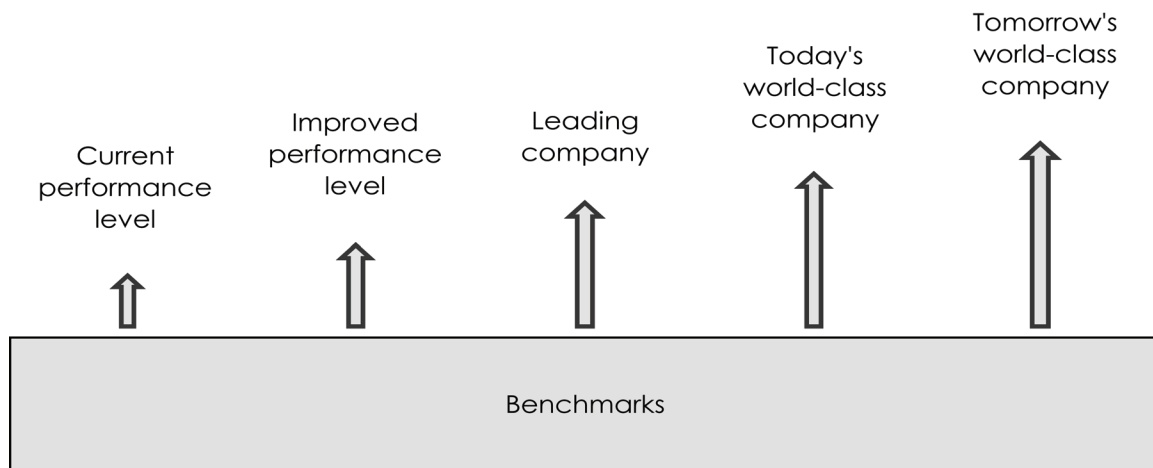 Current
performance
level
Improved
performance
level
Leading
company
Today's
world-class
company
Tomorrow's
world-class
company
Benchmarks